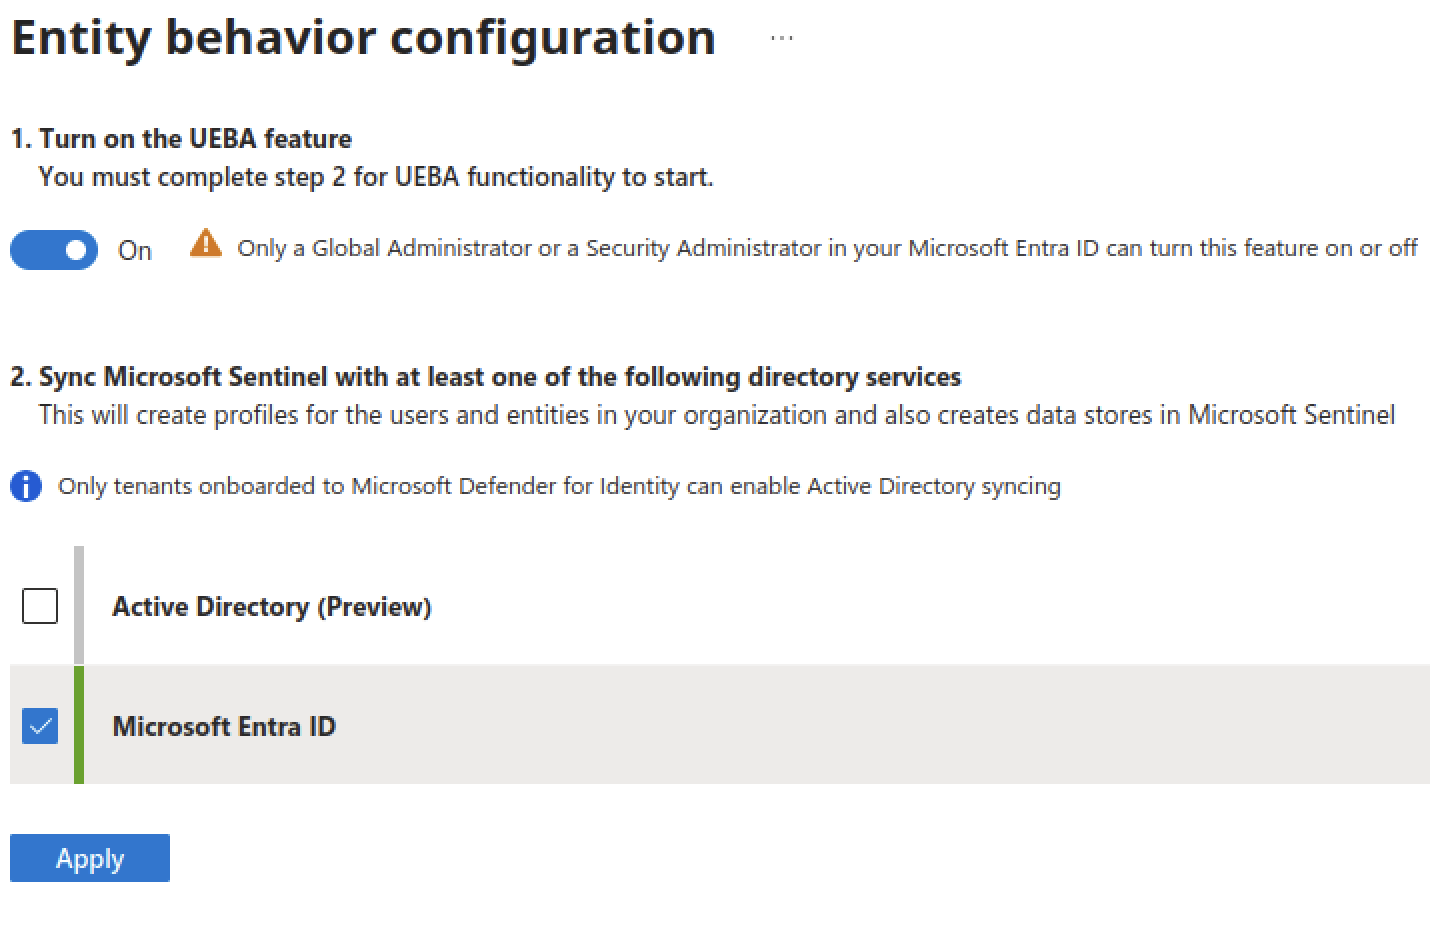 Entity behavior configuration ...
1. Turn on the UEBA feature
You must complete step 2 for UEBA functionality to start.
On Only a Global Administrator or a Security Administrator in your Microsoft Entra ID can turn this feature on or off
2. Sync Microsoft Sentinel with at least one of the following directory services
This will create profiles for the users and entities in your organization and also creates data stores in Microsoft Sentinel
Only tenants onboarded to Microsoft Defender for Identity can enable Active Directory syncing
Active Directory (Preview)
Microsoft Entra ID
Apply